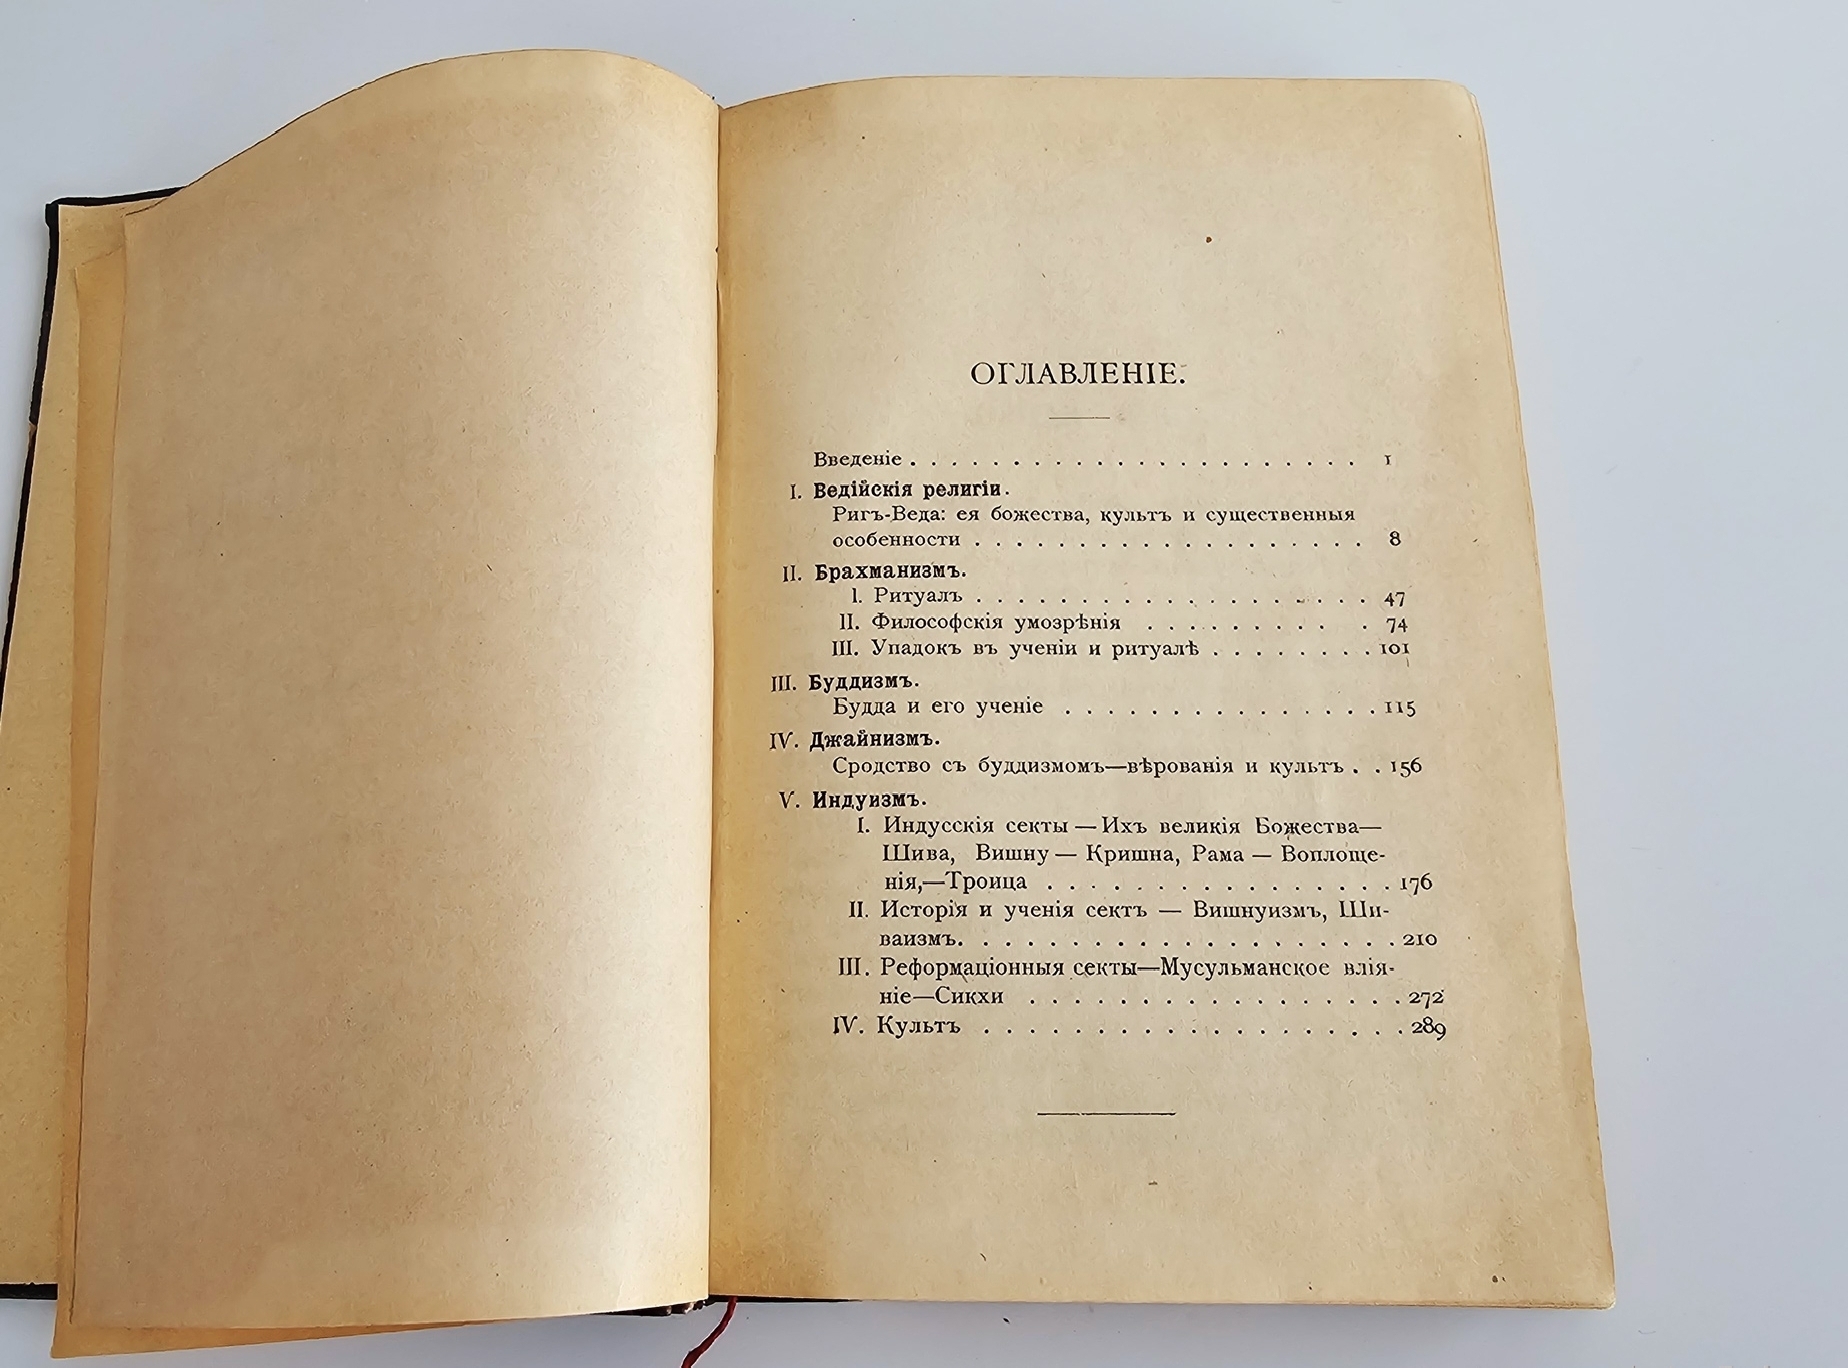 ОГЛАВЛЕНІЕ.
Введеніе . . . . . . . . . . . . . . . . . . . . . . 1
I. Ведійскія религіи.
Ригъ-Веда: ея божества, культъ и существенныя
особенности . . . . . . . . . . . . . . . . . . . 8
II. Брахманизмъ.
I. Ритуалъ . . . . . . . . . . . . . . . . . . . 47
II. Философскія умозрѣнія . . . . . . . . . . 74
III. Упадокъ въ ученіи и ритуалѣ . . . . . . . . 101
III. Буддизмъ.
Будда и его ученіе . . . . . . . . . . . . . . . 115
IV. Джайнизмъ.
Сродство съ буддизмомъ—вѣрованія и культъ . . 156
V. Индуизмъ.
I. Индусскія секты — Ихъ великія Божества—
Шива, Вишну — Кришна, Рама — Воплоще-
нія,—Троица . . . . . . . . . . . . . . . . 176
II. Исторія и ученія сектъ — Вишнуизмъ, Ши-
ваизмъ. . . . . . . . . . . . . . . . . . . . 210
III. Реформаціонныя секты—Мусульманское влія-
ніе—Сикхи . . . . . . . . . . . . . . . . . 272
IV. Культъ . . . . . . . . . . . . . . . . . . . 289